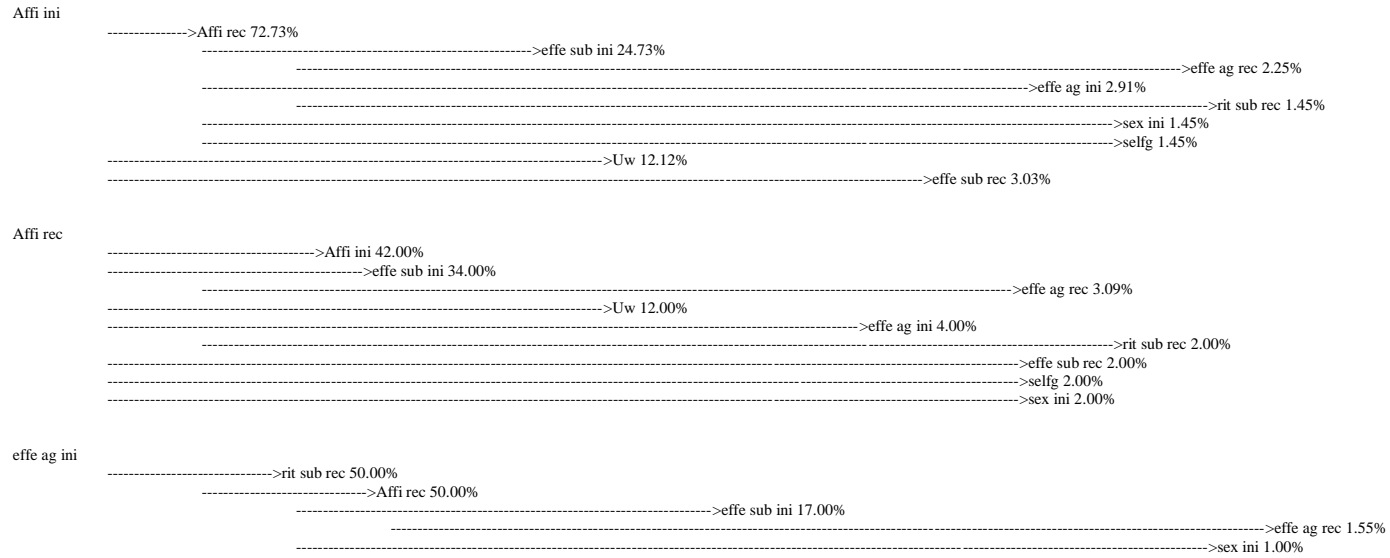 Affi ini
--------------->Affi rec 72.73%
--------------------------------------------------------------->effe sub ini 24.73%
------------------------------------------------------------------------------------------------------------------------------------------------------------------------->effe ag rec 2.25%
------------------------------------------------------------------------------------------------------------------------------------------------------------->effe ag ini 2.91%
------------------------------------------------------------------------------------------------------------------------------------------------------------------------------>rit sub rec 1.45%
----------------------------------------------------------------------------------------------------------------------------------------------------------------------------->sex ini 1.45%
----------------------------------------------------------------------------------------------------------------------------------------------------------------------------->selfg 1.45%
----------------------------------------------------------------------------------------------->Uw 12.12%
----------------------------------------------------------------------------------------------------------------------------------------------------------->effe sub rec 3.03%
Affi rec
---------------------------------------->Affi ini 42.00%
------------------------------------------------->effe sub ini 34.00%
---------------------------------------------------------------------------------------------------------------------------------------------------------->effe ag rec 3.09%
----------------------------------------------------------------------------------------------->Uw 12.00%
------------------------------------------------------------------------------------------------------------------------------------------------>effe ag ini 4.00%
----------------------------------------------------------------------------------------------------------------------------------------------------------------------------->rit sub rec 2.00%
------------------------------------------------------------------------------------------------------------------------------------------------------------------------------>effe sub rec 2.00%
------------------------------------------------------------------------------------------------------------------------------------------------------------------------------>selfg 2.00%
------------------------------------------------------------------------------------------------------------------------------------------------------------------------------>sex ini 2.00%
effe ag ini
-------------------------------->rit sub rec 50.00%
-------------------------------->Affi rec 50.00%
-------------------------------------------------------------------------------->effe sub ini 17.00%
----------------------------------------------------------------------------------------------------------------------------------------------------------------------->effe ag rec 1.55%
------------------------------------------------------------------------------------------------------------------------------------------------------------------------------>sex ini 1.00%